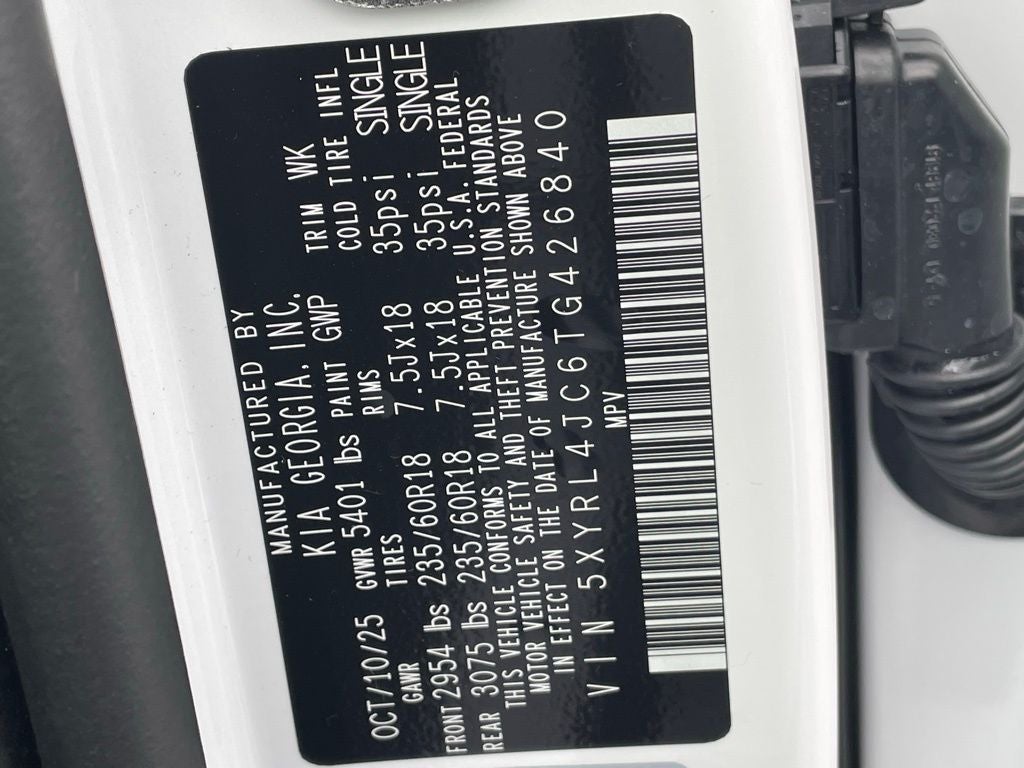 MANUFACTURED BY
KIA GEORGIA, INC.
OCT/10/25 GVWR 5401 lbs PAINT GWP TRIM WK
GAWR TIRES RIMS COLD TIRE INFL
FRONT 2954 lbs 235/60R18 7.5Jx18 35psi SINGLE
REAR 3075 lbs 235/60R18 7.5Jx18 35psi SINGLE
THIS VEHICLE CONFORMS TO ALL APPLICABLE U.S.A. FEDERAL
MOTOR VEHICLE SAFETY AND THEFT PREVENTION STANDARDS
IN EFFECT ON THE DATE OF MANUFACTURE SHOWN ABOVE
VIN 5XYRL4JC6TG426840
MPV